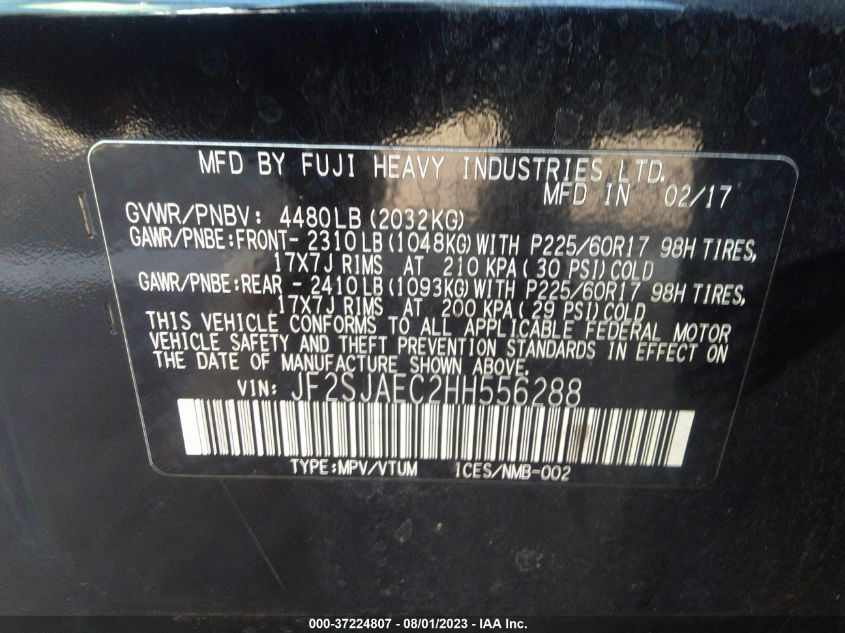 MFD BY FUJI HEAVY INDUSTRIES LTD.
MFD IN 02/17
GVWR/PNBV: 4480LB(2032KG)
GAWR/PNBE:FRONT- 2310LB(1048KG)WITH P225/60R17 98H TIRES,
17X7J RIMS AT 210 KPA( 30 PSI)COLD
GAWR/PNBE:REAR - 2410LB(1093KG)WITH P225/60R17 98H TIRES,
17X7J RIMS AT 200 KPA( 29 PSI)COLD
THIS VEHICLE CONFORMS TO ALL APPLICABLE FEDERAL MOTOR
VEHICLE SAFETY AND THEFT PREVENTION STANDARDS IN EFFECT ON
THE DATE OF MANUFACTURE SHOWN ABOVE.
VIN: JF2SJAEC2HH556288
TYPE:MPV/VTUM ICES/NMB-002
000-37224807 - 08/01/2023 - IAA Inc.